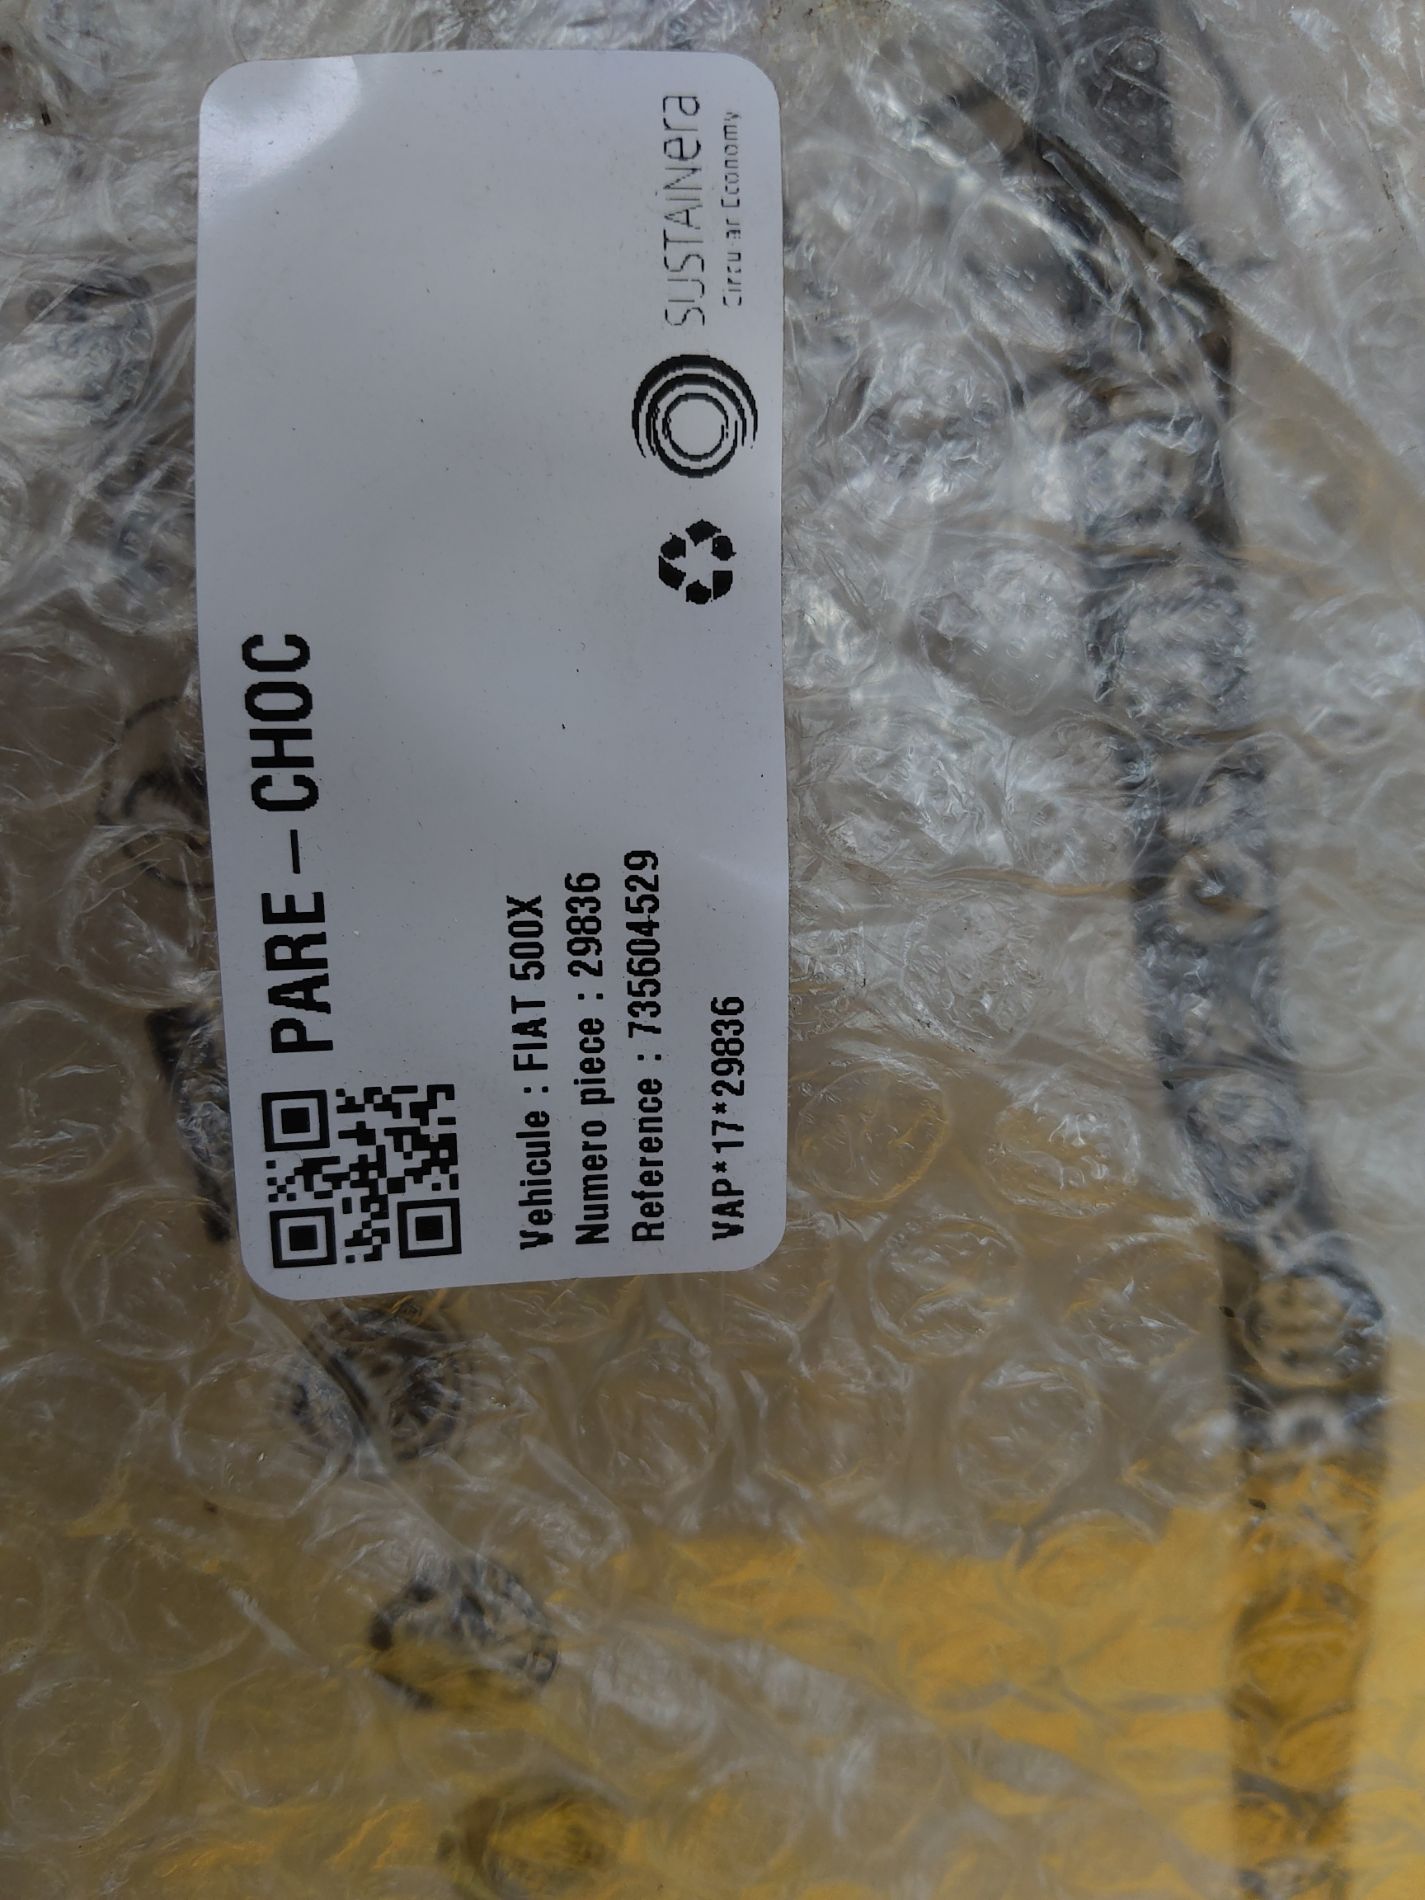 PARE-CHOC
Vehicule : FIAT 500X
Numero piece : 29836
Reference : 735604529
VAP*17*29836
SUSTAINera
Circular Economy